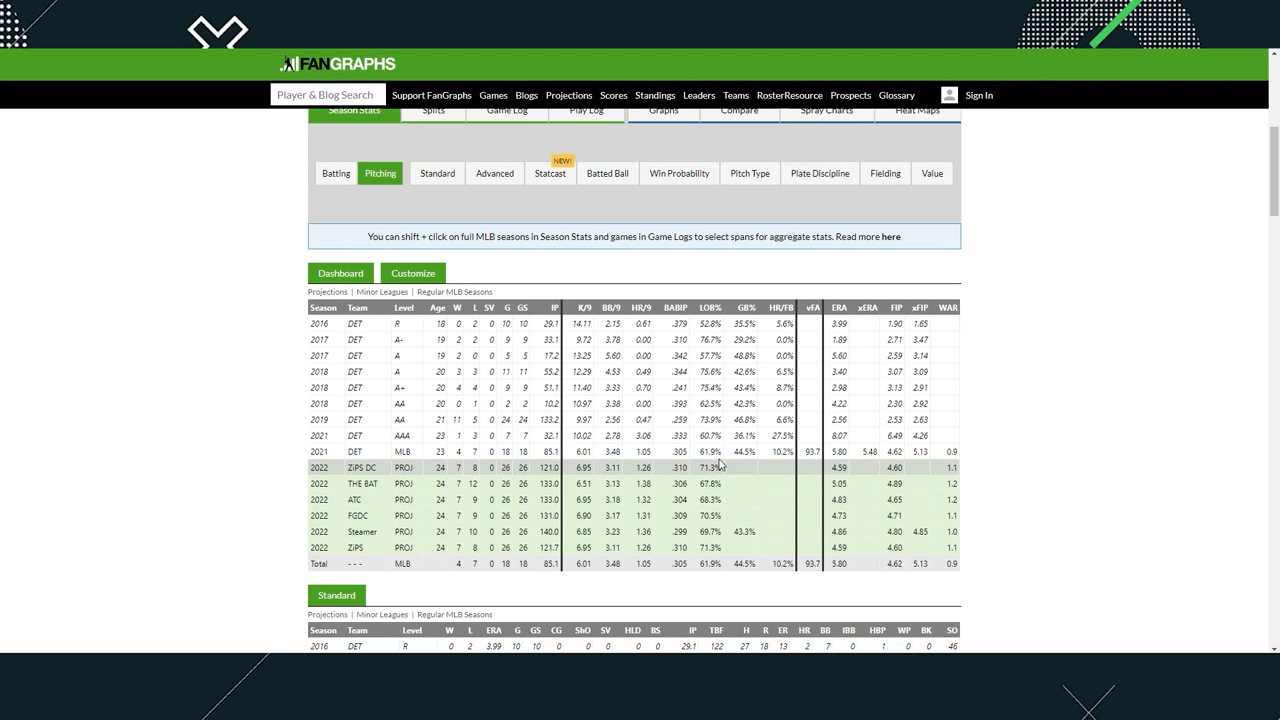 FANGRAPHS
Player & Blog Search Support FanGraphs Games Blogs Projections Scores Standings Leaders Teams RosterResource Prospects Glossary Sign In
Season Stats Splits Game Log Play Log Graphs Compare Spray Charts Heat Maps
NEW!
Batting Pitching Standard Advanced Statcast Batted Ball Win Probability Pitch Type Plate Discipline Fielding Value
You can shift + click on full MLB seasons in Season Stats and games in Game Logs to select spans for aggregate stats. Read more here
Dashboard Customize
Projections | Minor Leagues | Regular MLB Seasons
Season Team Level Age W L SV G GS IP K/9 BB/9 HR/9 BABIP LOB% GB% HR/FB vFA ERA xERA FIP xFIP WAR
2016 DET R 18 0 2 0 10 10 29.1 14.11 2.15 0.61 .379 52.8% 35.5% 5.6% 3.99 1.90 1.65
2017 DET A- 19 2 2 0 9 9 33.1 9.72 3.78 0.00 .310 76.7% 29.2% 0.0% 1.89 2.71 3.47
2017 DET A 19 2 0 0 5 5 17.2 13.25 5.60 0.00 .342 57.7% 48.8% 0.0% 5.60 2.59 3.14
2018 DET A 20 3 3 0 11 11 55.2 12.29 4.53 0.49 .344 75.6% 42.6% 6.5% 3.40 3.07 3.09
2018 DET A+ 20 4 4 0 9 9 51.1 11.40 3.33 0.70 .241 75.4% 43.4% 8.7% 2.98 3.13 2.91
2018 DET AA 20 0 1 0 2 2 10.2 10.97 3.38 0.00 .393 62.5% 42.3% 0.0% 4.22 2.30 2.92
2019 DET AA 21 11 5 0 24 24 133.2 9.97 2.56 0.47 .259 73.9% 46.8% 6.6% 2.56 2.53 2.63
2021 DET AAA 23 1 3 0 7 7 32.1 10.02 2.78 3.06 .333 60.7% 36.1% 27.5% 8.07 6.49 4.26
2021 DET MLB 23 4 7 0 18 18 85.1 6.01 3.48 1.05 .305 61.9% 44.5% 10.2% 93.7 5.80 5.48 4.62 5.13 0.9
2022 ZiPS DC PROJ 24 7 8 0 26 26 121.0 6.95 3.11 1.26 .310 71.3% 4.59 4.60 1.1
2022 THE BAT PROJ 24 7 12 0 26 26 133.0 6.51 3.13 1.38 .306 67.8% 5.05 4.89 1.2
2022 ATC PROJ 24 7 9 0 26 26 133.0 6.95 3.18 1.32 .304 68.3% 4.83 4.65 1.2
2022 FGDC PROJ 24 7 9 0 26 26 131.0 6.90 3.17 1.31 .309 70.5% 4.73 4.71 1.1
2022 Steamer PROJ 24 7 10 0 26 26 140.0 6.85 3.23 1.36 .299 69.7% 43.3% 4.86 4.80 4.85 1.0
2022 ZiPS PROJ 24 7 8 0 26 26 121.7 6.95 3.11 1.26 .310 71.3% 4.59 4.60 1.1
Total - - - MLB 4 7 0 18 18 85.1 6.01 3.48 1.05 .305 61.9% 44.5% 10.2% 93.7 5.80 4.62 5.13 0.9
Standard
Projections | Minor Leagues | Regular MLB Seasons
Season Team Level W L ERA G GS CG ShO SV HLD BS IP TBF H R ER HR BB IBB HBP WP BK SO
2016 DET R 0 2 3.99 10 10 0 0 0 0 0 29.1 122 27 18 13 2 7 0 1 0 0 46